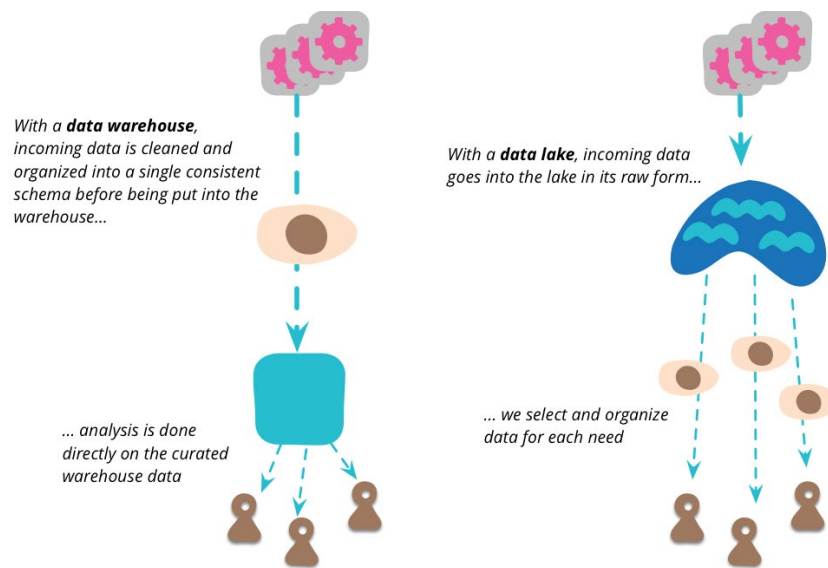 With a data warehouse,
incoming data is cleaned and
organized into a single consistent
schema before being put into the
warehouse...
... analysis is done
directly on the curated
warehouse data
With a data lake, incoming data
goes into the lake in its raw form...
... we select and organize
data for each need